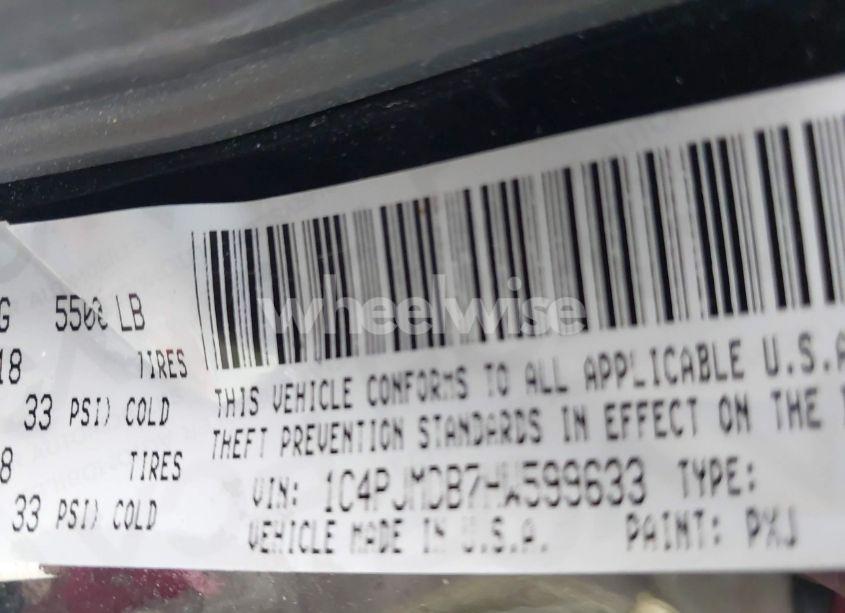 G 5500 LB
18 TIRES
33 PSI) COLD
8 TIRES
33 PSI) COLD
THIS VEHICLE CONFORMS TO ALL APPLICABLE U.S.A
THEFT PREVENTION STANDARDS IN EFFECT ON THE
VIN: 1C4PJMDB7HW599633 TYPE:
VEHICLE MADE IN U.S.A. PAINT: PXJ
wheelwise